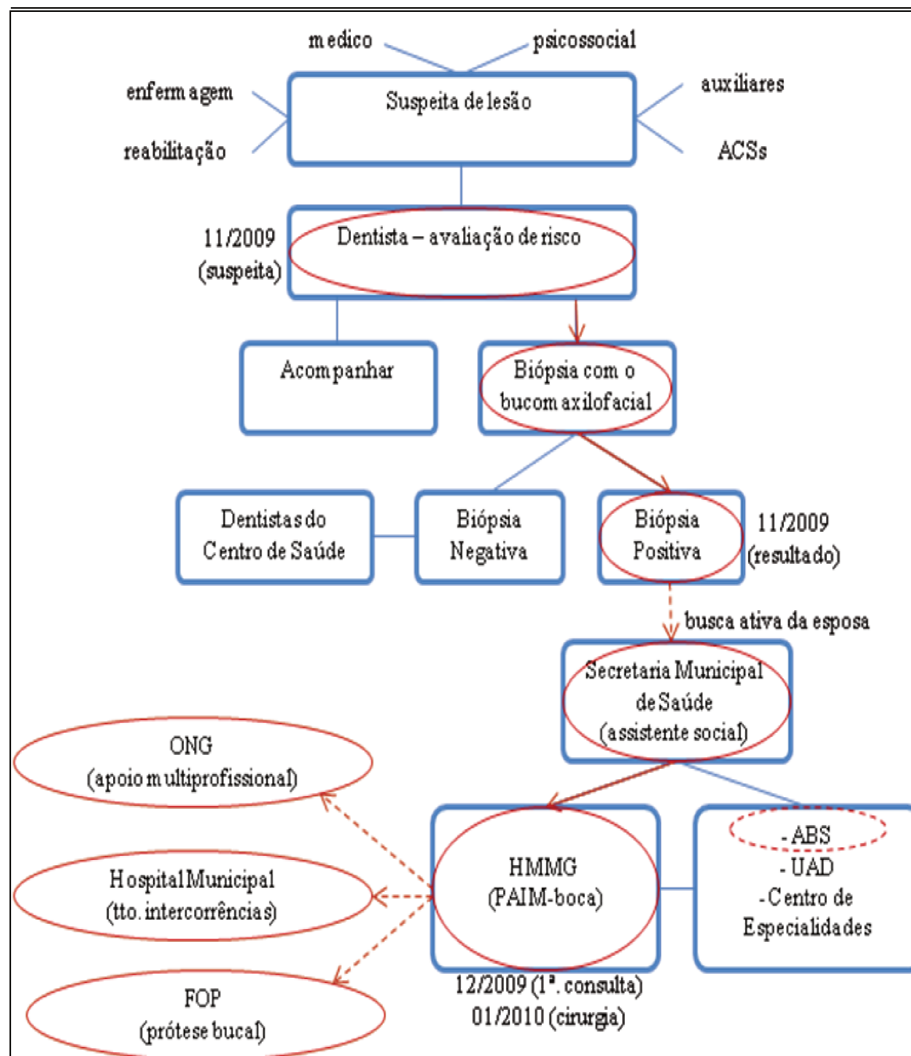 medico
psicossocial
enfermagem
Suspeita de lesão
auxiliares
reabilitação
ACSs
11/2009
(suspeita)
Dentista – avaliação de risco
Acompanhar
Biópsia com o
bucom axilofacial
Dentistas do
Centro de Saúde
Biópsia
Negativa
Biópsia
Positiva
11/2009
(resultado)
busca ativa da esposa
Secretaria Municipal
de Saúde
(assistente social)
ONG
(apoio multiprofissional)
Hospital Municipal
(tto. intercorrências)
FOP
(prótese bucal)
HMMG
(PAIM-boca)
- ABS
- UAD
-Centro de
Especialidades
12/2009 (1ª. consulta)
01/2010 (cirurgia)